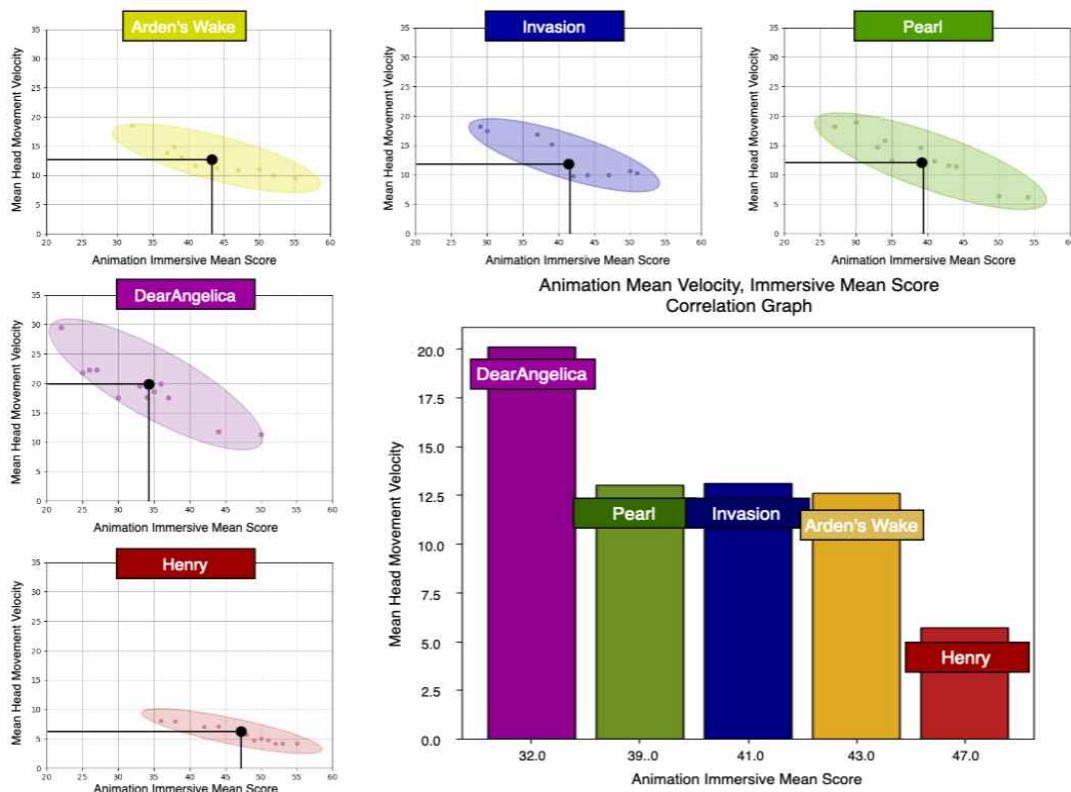 Arden's Wake
Mean Head Movement Velocity
35
30
25
20
15
10
5
0
20 25 30 35 40 45 50 55 60
Animation Immersive Mean Score
Invasion
Mean Head Movement Velocity
35
30
25
20
15
10
5
0
20 25 30 35 40 45 50 55 60
Animation Immersive Mean Score
Pearl
Mean Head Movement Velocity
35
30
25
20
15
10
5
0
20 25 30 35 40 45 50 55 60
Animation Immersive Mean Score
DearAngelica
Mean Head Movement Velocity
35
30
25
20
15
10
5
0
20 25 30 35 40 45 50 55 60
Animation Immersive Mean Score
Henry
Mean Head Movement Velocity
35
30
25
20
15
10
5
0
20 25 30 35 40 45 50 55 60
Animation Immersive Mean Score
Animation Mean Velocity, Immersive Mean Score
Correlation Graph
Mean Head Movement Velocity
20.0
17.5
15.0
12.5
10.0
7.5
5.0
2.5
0.0
DearAngelica
Pearl
Invasion
Arden's Wake
Henry
32.0 39..0 41.0 43.0 47.0
Animation Immersive Mean Score